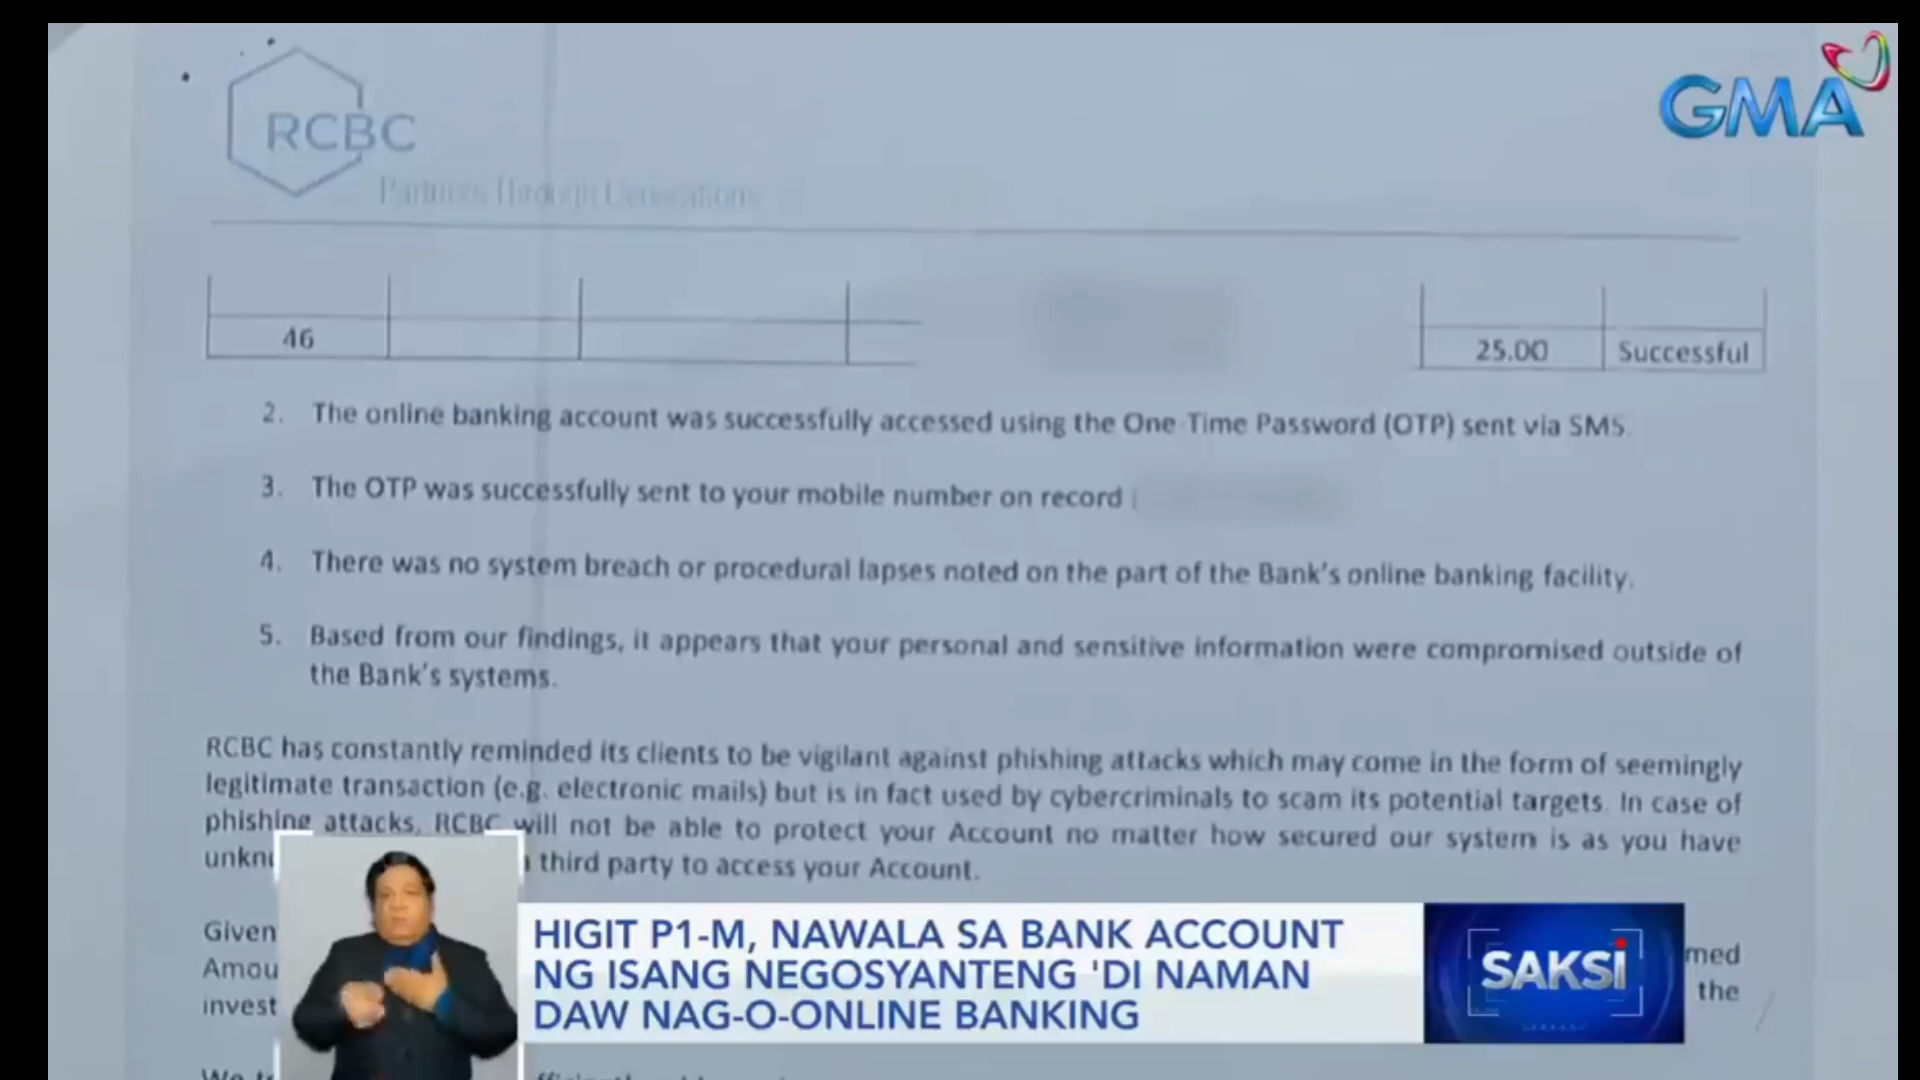 RCBC
Partners Through Generations
GMA
46
25.00 Successful
2. The online banking account was successfully accessed using the One Time Password (OTP) sent via SMS.
3. The OTP was successfully sent to your mobile number on record
4. There was no system breach or procedural lapses noted on the part of the Bank's online banking facility.
5. Based from our findings, it appears that your personal and sensitive information were compromised outside of
the Bank's systems.
RCBC has constantly reminded its clients to be vigilant against phishing attacks which may come in the form of seemingly
legitimate transaction (e.g. electronic mails) but is in fact used by cybercriminals to scam its potential targets. In case of
phishing attacks, RCBC will not be able to protect your Account no matter how secured our system is as you have
third party to access your Account.
Given
the
HIGIT P1-M, NAWALA SA BANK ACCOUNT
NG ISANG NEGOSYANTENG 'DI NAMAN
DAW NAG-O-ONLINE BANKING
SAKSI